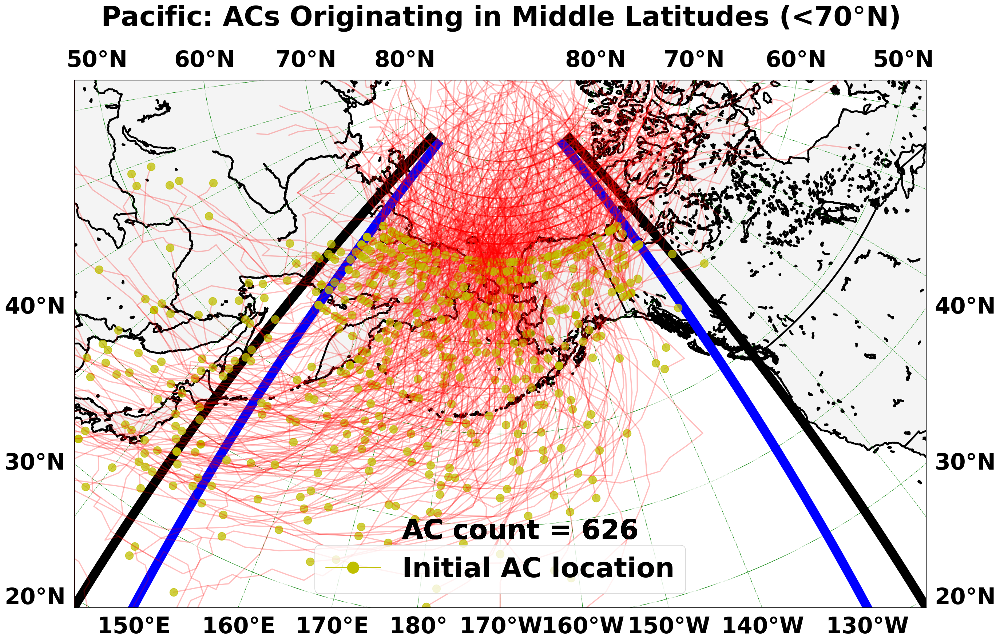 Pacific: ACs Originating in Middle Latitudes (<70°N)
50°N 60°N 70°N 80°N 80°N 70°N 60°N 50°N
40°N 40°N
30°N 30°N
AC count = 626
Initial AC location
20°N 20°N
150°E 160°E 170°E 180° 170°W 160°W 150°W 140°W 130°W